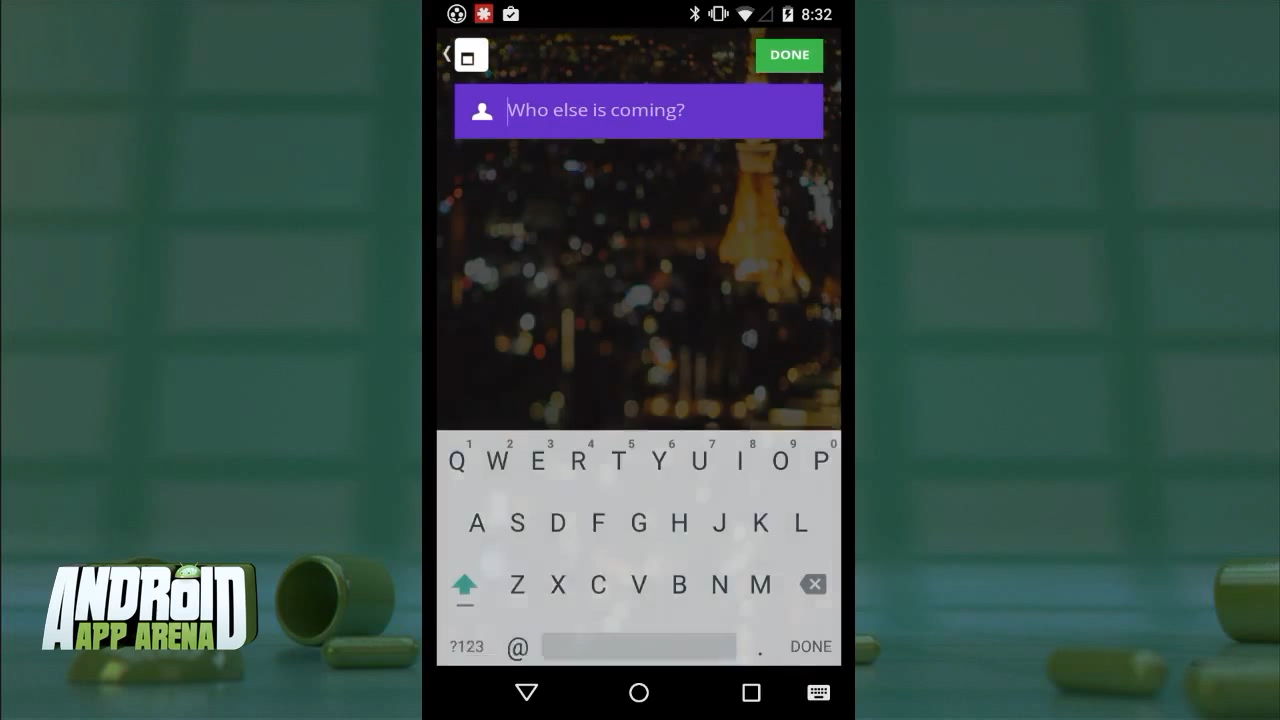 8:32
DONE
Who else is coming?
1 2 3 4 5 6 7 8 9 0
Q W E R T Y U I O P
A S D F G H J K L
Z X C V B N M
?123 @ . DONE
ANDROID
APP ARENA